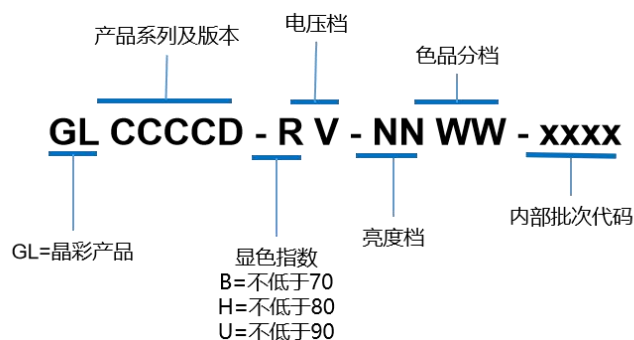 产品系列及版本
电压档
色品分档
GL CCCCD - R V - NN WW - xxxx
GL=晶彩产品
显色指数
B=不低于70
H=不低于80
U=不低于90
亮度档
内部批次代码